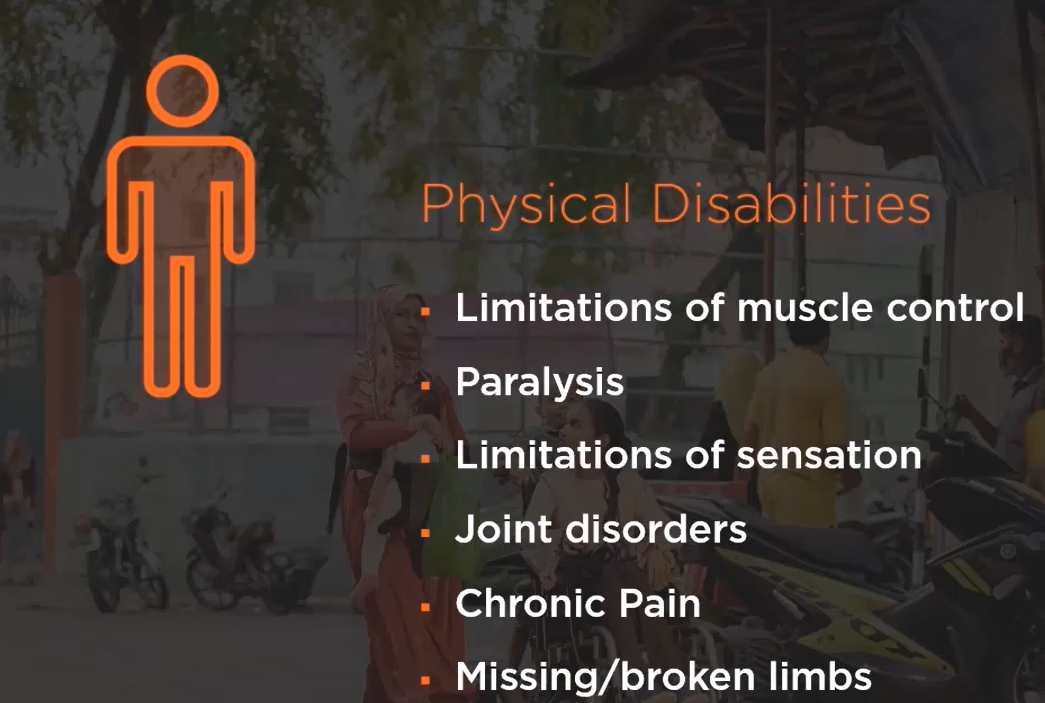 Physical Disabilities
Limitations of muscle control
Paralysis
Limitations of sensation
Joint disorders
Chronic Pain
Missing/broken limbs